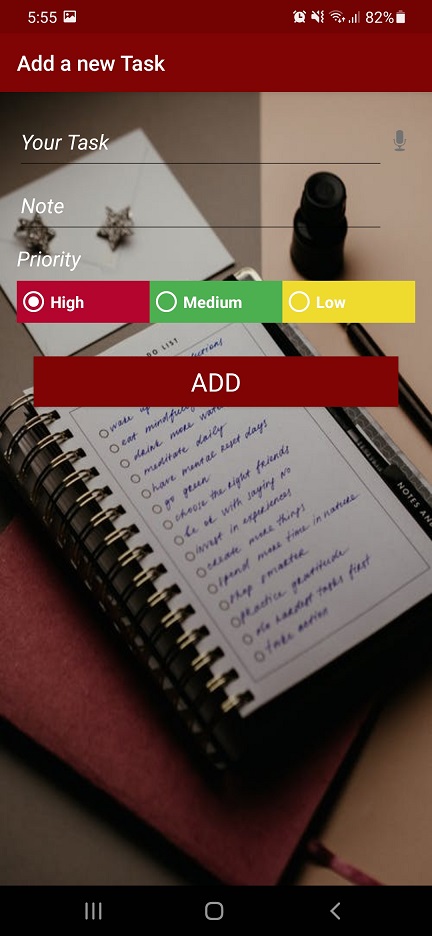 5:55 82%
Add a new Task
Your Task
Note
Priority
High Medium Low
DO LIST
ADD
wake up
eat mindfully
drink more water
meditate daily
have mental reset days
go green
choose the right friends
be ok with saying no
invest in experiences
create more things
spend more time in nature
shop smarter
practice gratitude
do hardest tasks first
take action
NOTES AND